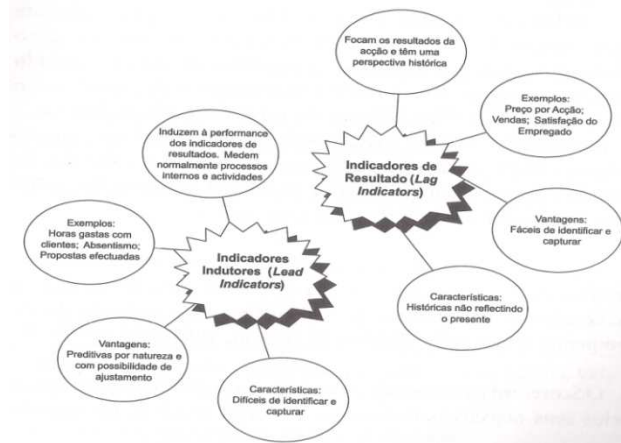 Focam os resultados da
acção e têm uma
perspectiva histórica
Exemplos:
Preço por Acção;
Vendas; Satisfação do
Empregado
Indicadores de
Resultado (Lag
Indicators)
Vantagens:
Fáceis de identificar e
capturar
Características:
Históricas não reflectindo
o presente
Induzem à performance
dos indicadores de
resultados. Medem
normalmente processos
internos e actividades
Exemplos:
Horas gastas com
clientes; Absentismo;
Propostas efectuadas
Indicadores
Indutores (Lead
Indicators)
Vantagens:
Preditivas por natureza e
com possibilidade de
ajustamento
Características:
Difíceis de identificar e
capturar